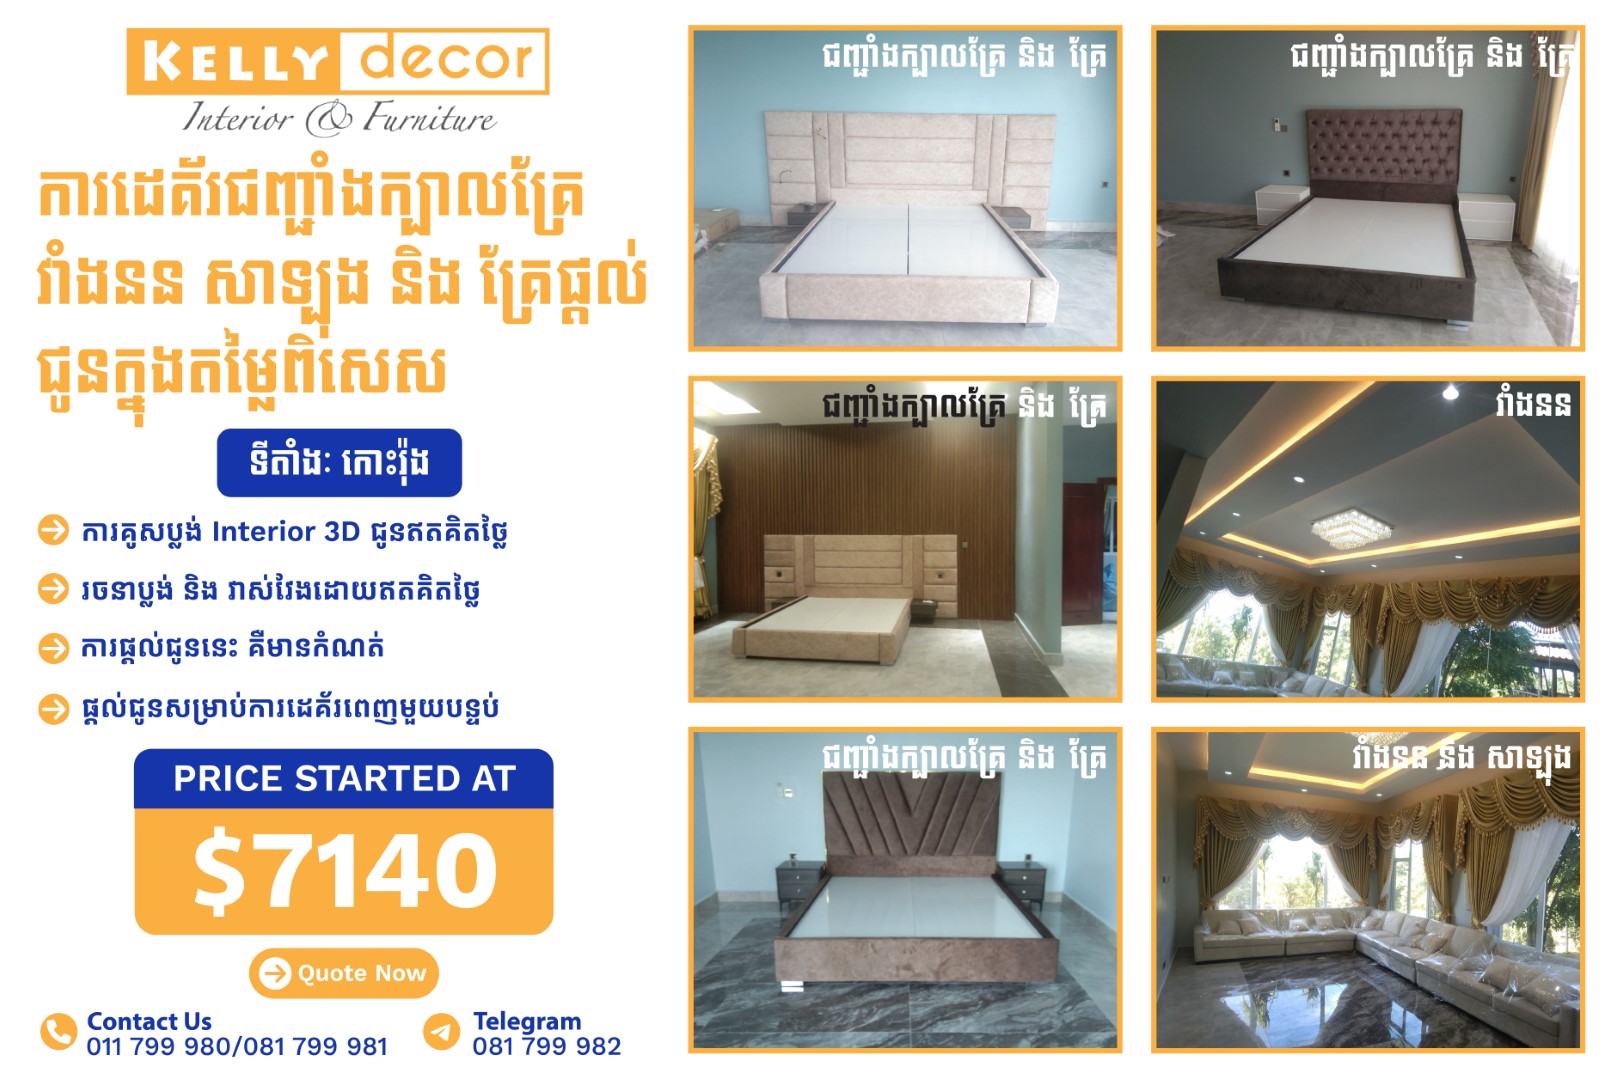 KELLY decor
Interior & Furniture
ការដេគ័រជញ្ជាំងក្បាលគ្រែ
វាំងនន សាឡុង និង គ្រែផ្តល់
ជូនក្នុងតម្លៃពិសេស
ទីតាំង: កោះរ៉ុង
ការគូសប្លង់ Interior 3D ជូនឥតគិតថ្លៃ
រចនាប្លង់ និង វាស់វែងដោយឥតគិតថ្លៃ
ការផ្តល់ជូននេះ គឺមានកំណត់
ផ្តល់ជូនសម្រាប់ការដេគ័រពេញមួយបន្ទប់
PRICE STARTED AT
$7140
Quote Now
Contact Us
011 799 980/081 799 981
Telegram
081 799 982
ជញ្ជាំងក្បាលគ្រែ និង គ្រែ
ជញ្ជាំងក្បាលគ្រែ និង គ្រែ
ជញ្ជាំងក្បាលគ្រែ និង គ្រែ
វាំងនន
ជញ្ជាំងក្បាលគ្រែ និង គ្រែ
វាំងនន និង សាឡុង